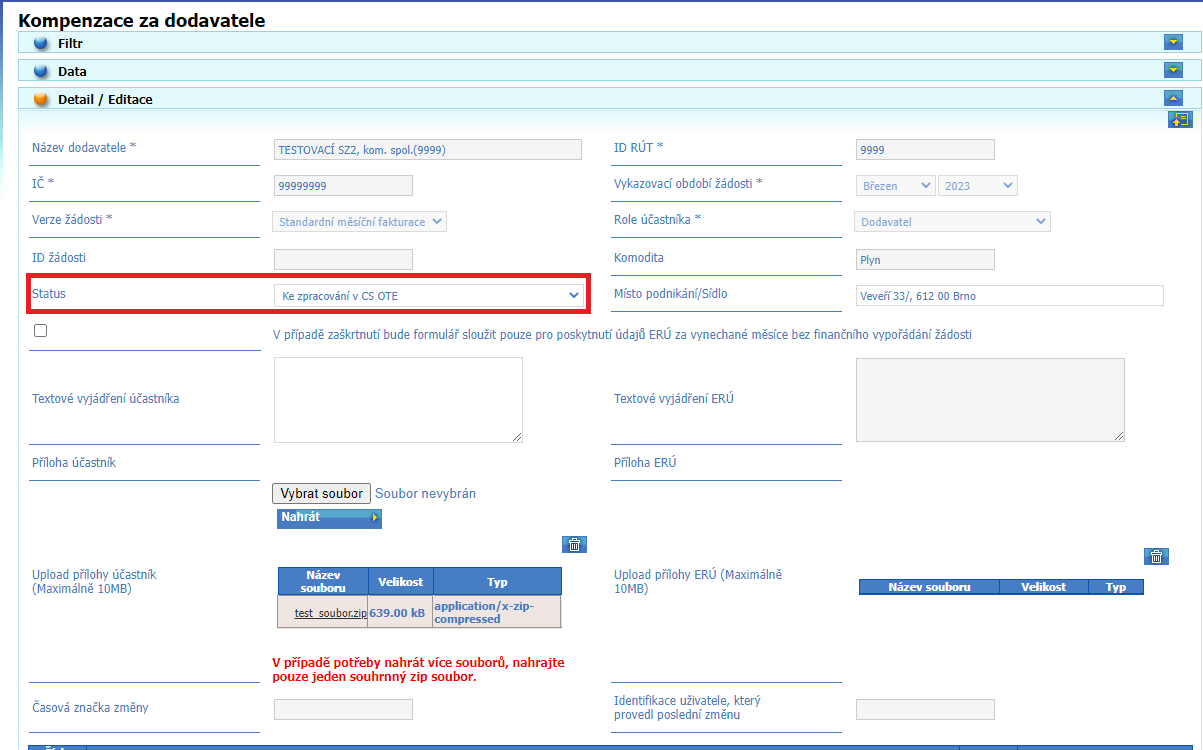 Kompenzace za dodavatele
Filtr
Data
Detail / Editace
Název dodavatele *
TESTOVACÍ SZ2, kom. spol.(9999)
ID RÚT *
9999
IČ *
99999999
Vykazovací období žádosti *
Březen
2023
Verze žádosti *
Standardní měsíční fakturace
Role účastníka *
Dodavatel
ID žádosti
Komodita
Plyn
Status
Ke zpracování v CS OTE
Místo podnikání/Sídlo
Veveří 33/, 612 00 Brno
V případě zaškrtnutí bude formulář sloužit pouze pro poskytnutí údajů ERÚ za vynechané měsíce bez finančního vypořádání žádosti
Textové vyjádření účastníka
Textové vyjádření ERÚ
Příloha účastník
Příloha ERÚ
Vybrat soubor
Soubor nevybrán
Nahrát
Upload přílohy účastník
(Maximálně 10MB)
Název
souboru
Velikost
Typ
test_soubor.zip
639.00 kB
application/x-zip-
compressed
Upload přílohy ERÚ (Maximálně
10MB)
Název souboru
Velikost
Typ
V případě potřeby nahrát více souborů, nahrajte
pouze jeden souhrnný zip soubor.
Časová značka změny
Identifikace uživatele, který
provedl poslední změnu